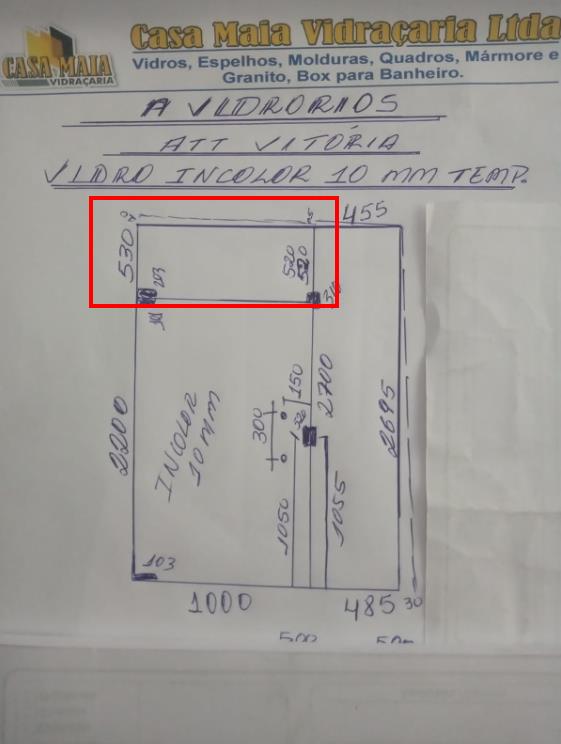 Casa Maia Vidraçaria Ltda
CASA MAIA
VIDRAÇARIA
Vidros, Espelhos, Molduras, Quadros, Mármore e
Granito, Box para Banheiro.
A VIDRORIOS
ATT VITÓRIA
VIDRO INCOLOR 10 MM TEMP.
455
530
520
520
203
2200
INCOLOR
10 MM
150
300
2700
2695
1050
1055
103
1000
485
30